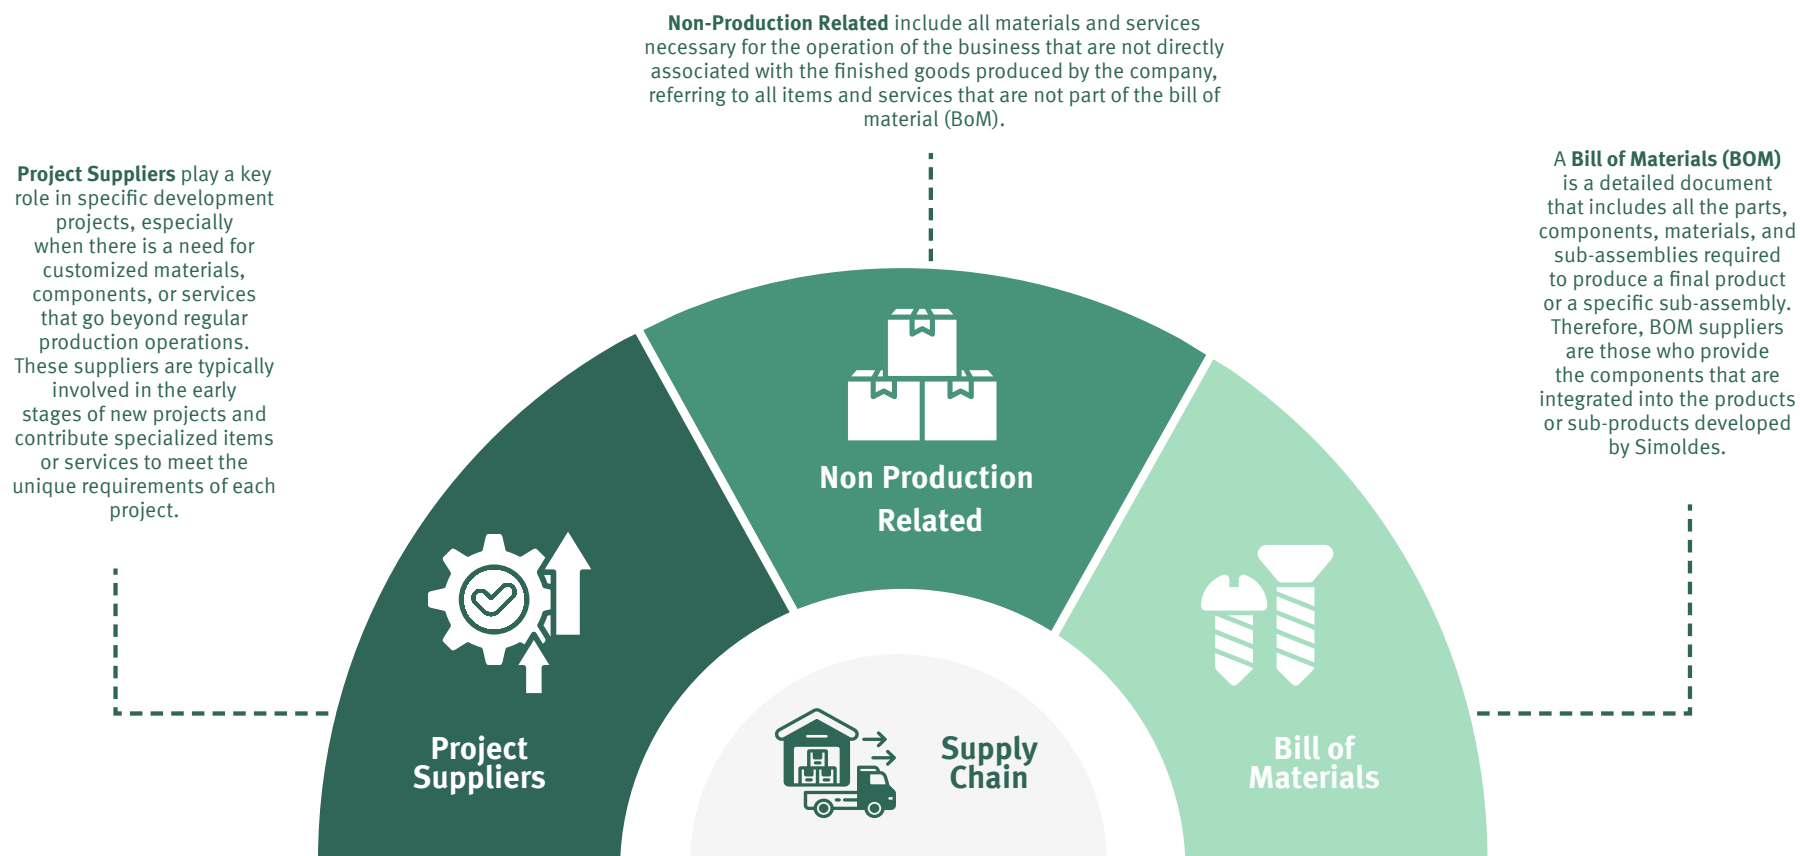 Non-Production Related include all materials and services
necessary for the operation of the business that are not directly
associated with the finished goods produced by the company,
referring to all items and services that are not part of the bill of
material (BoM).
Project Suppliers play a key
role in specific development
projects, especially
when there is a need for
customized materials,
components, or services
that go beyond regular
production operations.
These suppliers are typically
involved in the early
stages of new projects and
contribute specialized items
or services to meet the
unique requirements of each
project.
A Bill of Materials (BOM)
is a detailed document
that includes all the parts,
components, materials, and
sub-assemblies required
to produce a final product
or a specific sub-assembly.
Therefore, BOM suppliers
are those who provide
the components that are
integrated into the products
or sub-products developed
by Simoldes.
Non Production
Related
Project
Suppliers
Supply
Chain
Bill of
Materials